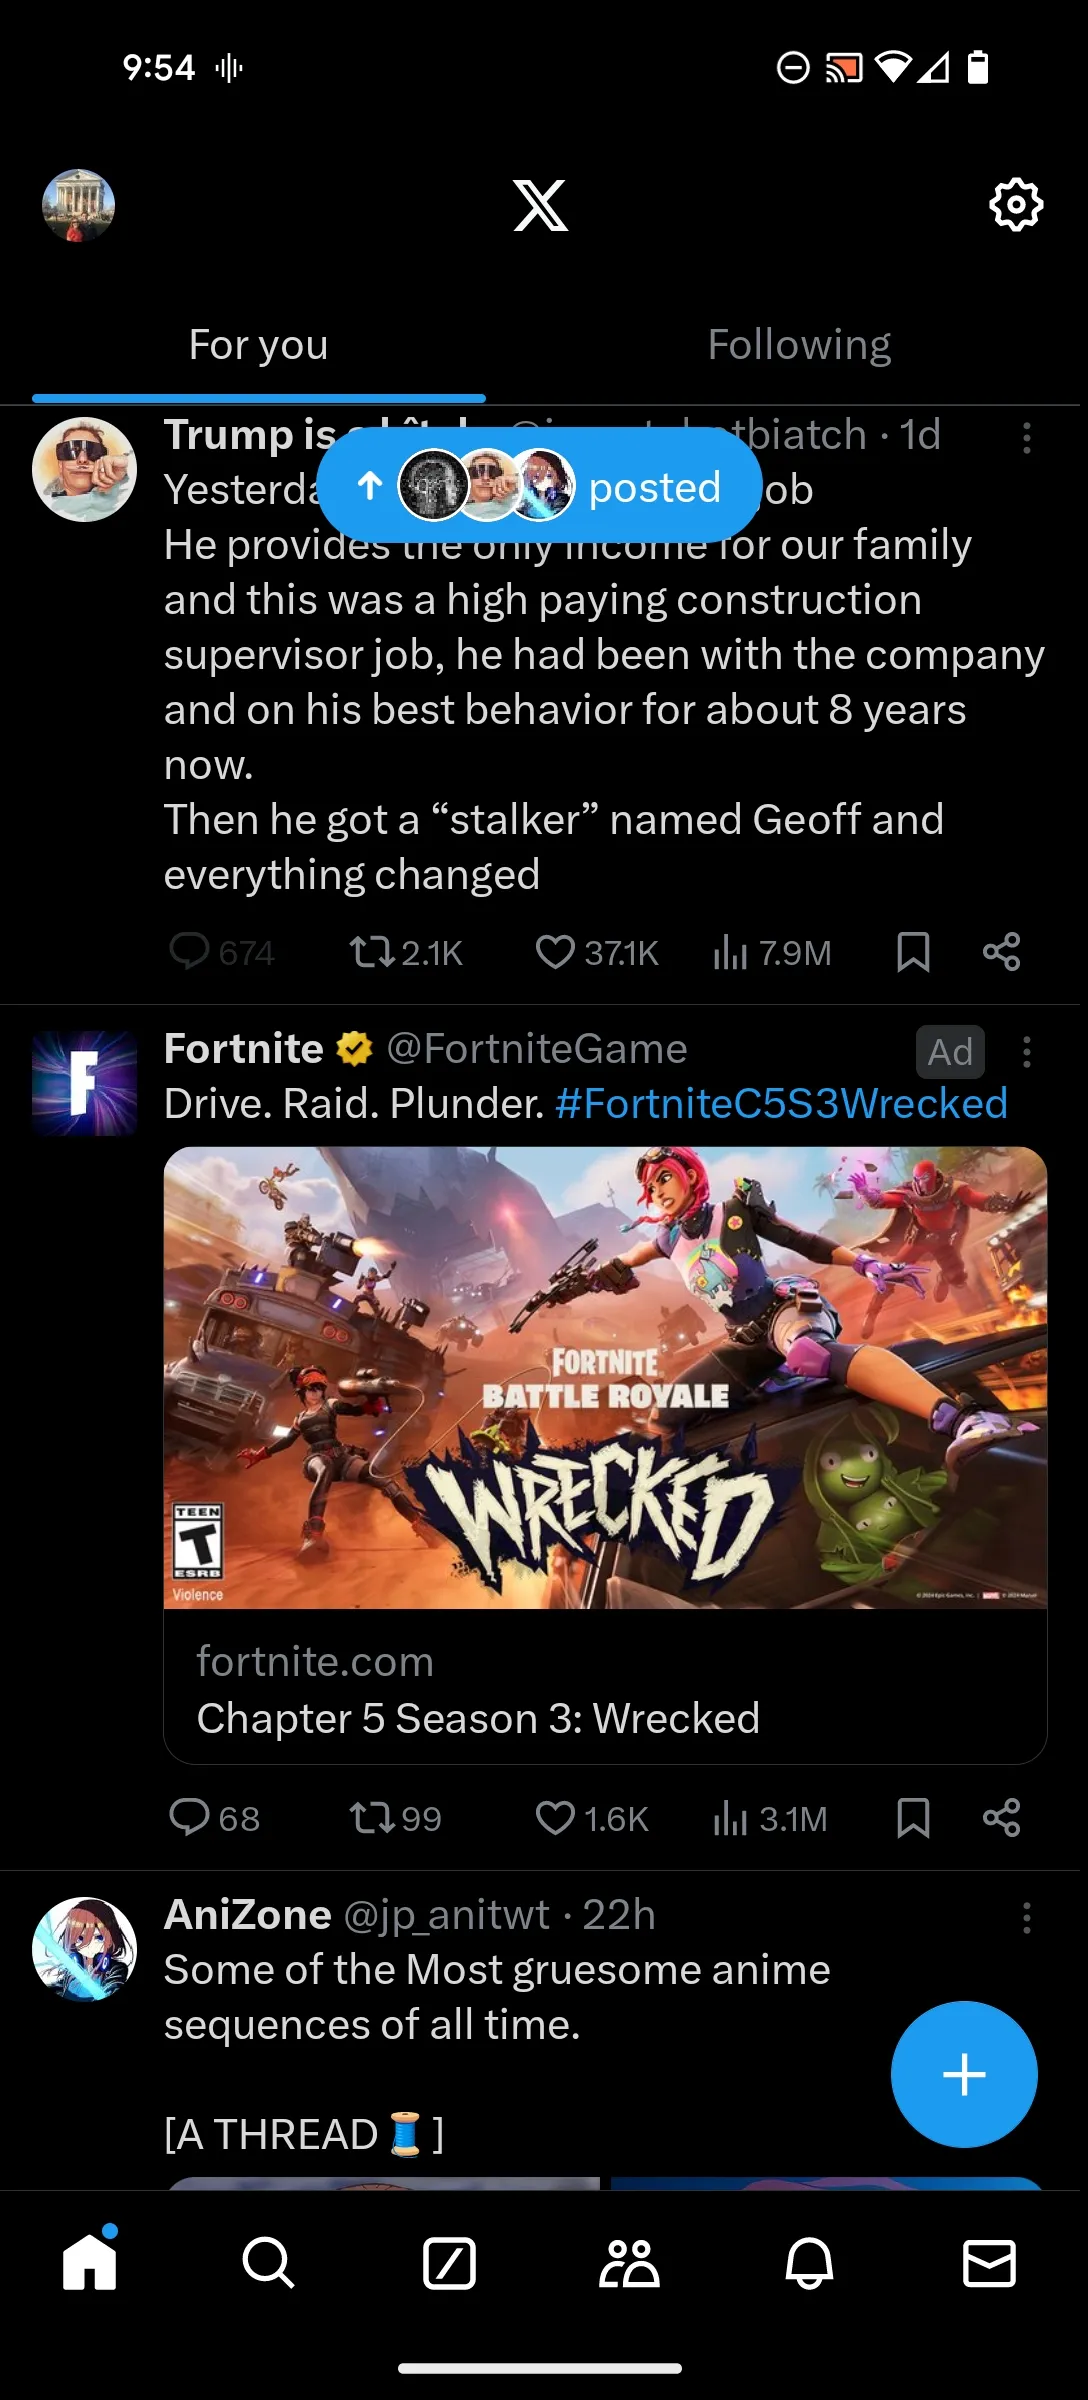 9:54
For you
Following
Trump is
biatch · 1d
posted
Yesterda
ob
He provides the only income for our family
and this was a high paying construction
supervisor job, he had been with the company
and on his best behavior for about 8 years
now.
Then he got a “stalker” named Geoff and
everything changed
674
2.1K
37.1K
7.9M
Fortnite @FortniteGame
Ad
Drive. Raid. Plunder. #FortniteC5S3Wrecked
FORTNITE
BATTLE ROYALE
WRECKED
TEEN
T
ESRB
Violence
fortnite.com
Chapter 5 Season 3: Wrecked
68
99
1.6K
3.1M
AniZone @jp_anitwt · 22h
Some of the Most gruesome anime
sequences of all time.
[A THREAD🧵]